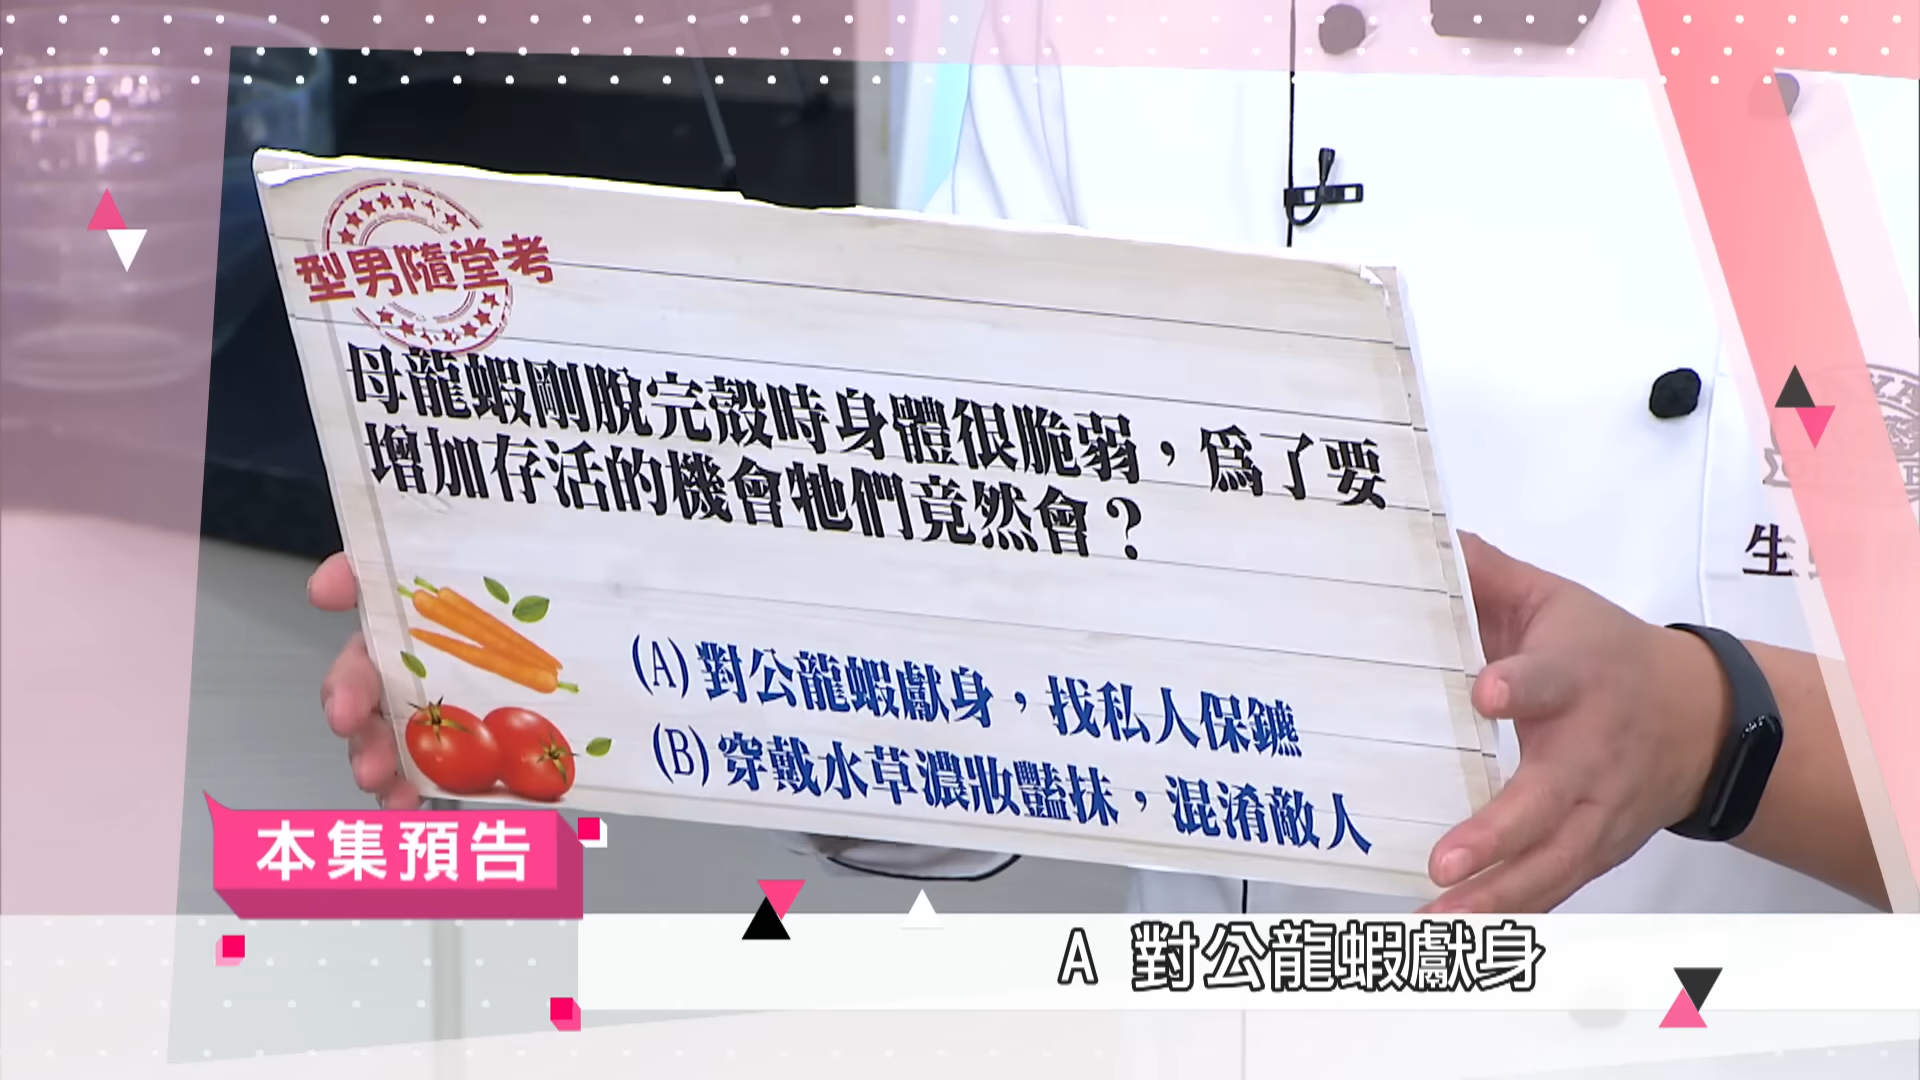 型男隨堂考
母龍蝦剛脫完殼時身體很脆弱，為了要
增加存活的機會牠們竟然會？
(A)對公龍蝦獻身，找私人保鑣
(B)穿戴水草濃妝豔抹，混淆敵人
生
本集預告
A 對公龍蝦獻身